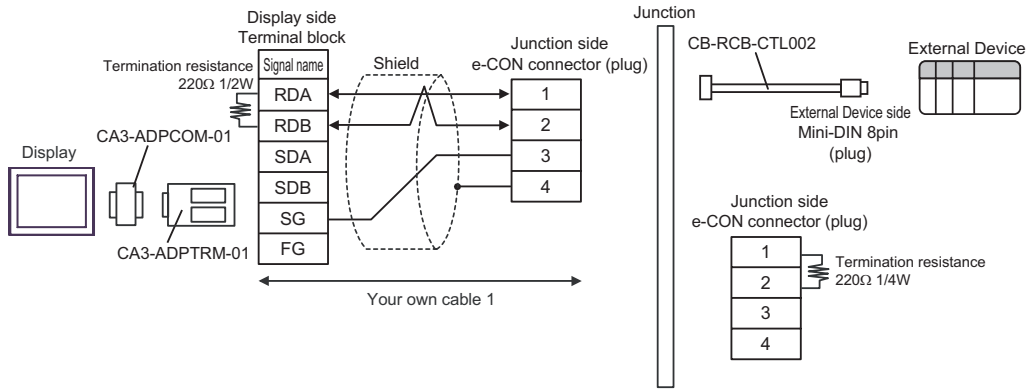 Display side
Terminal block
Signal name
RDA
RDB
SDA
SDB
SG
FG
Termination resistance
220Ω 1/2W
Shield
Junction side
e-CON connector (plug)
1
2
3
4
Display
CA3-ADPCOM-01
CA3-ADPTRM-01
Your own cable 1
Junction
CB-RCB-CTL002
External Device
External Device side
Mini-DIN 8pin
(plug)
Junction side
e-CON connector (plug)
1
2
3
4
Termination resistance
220Ω 1/4W